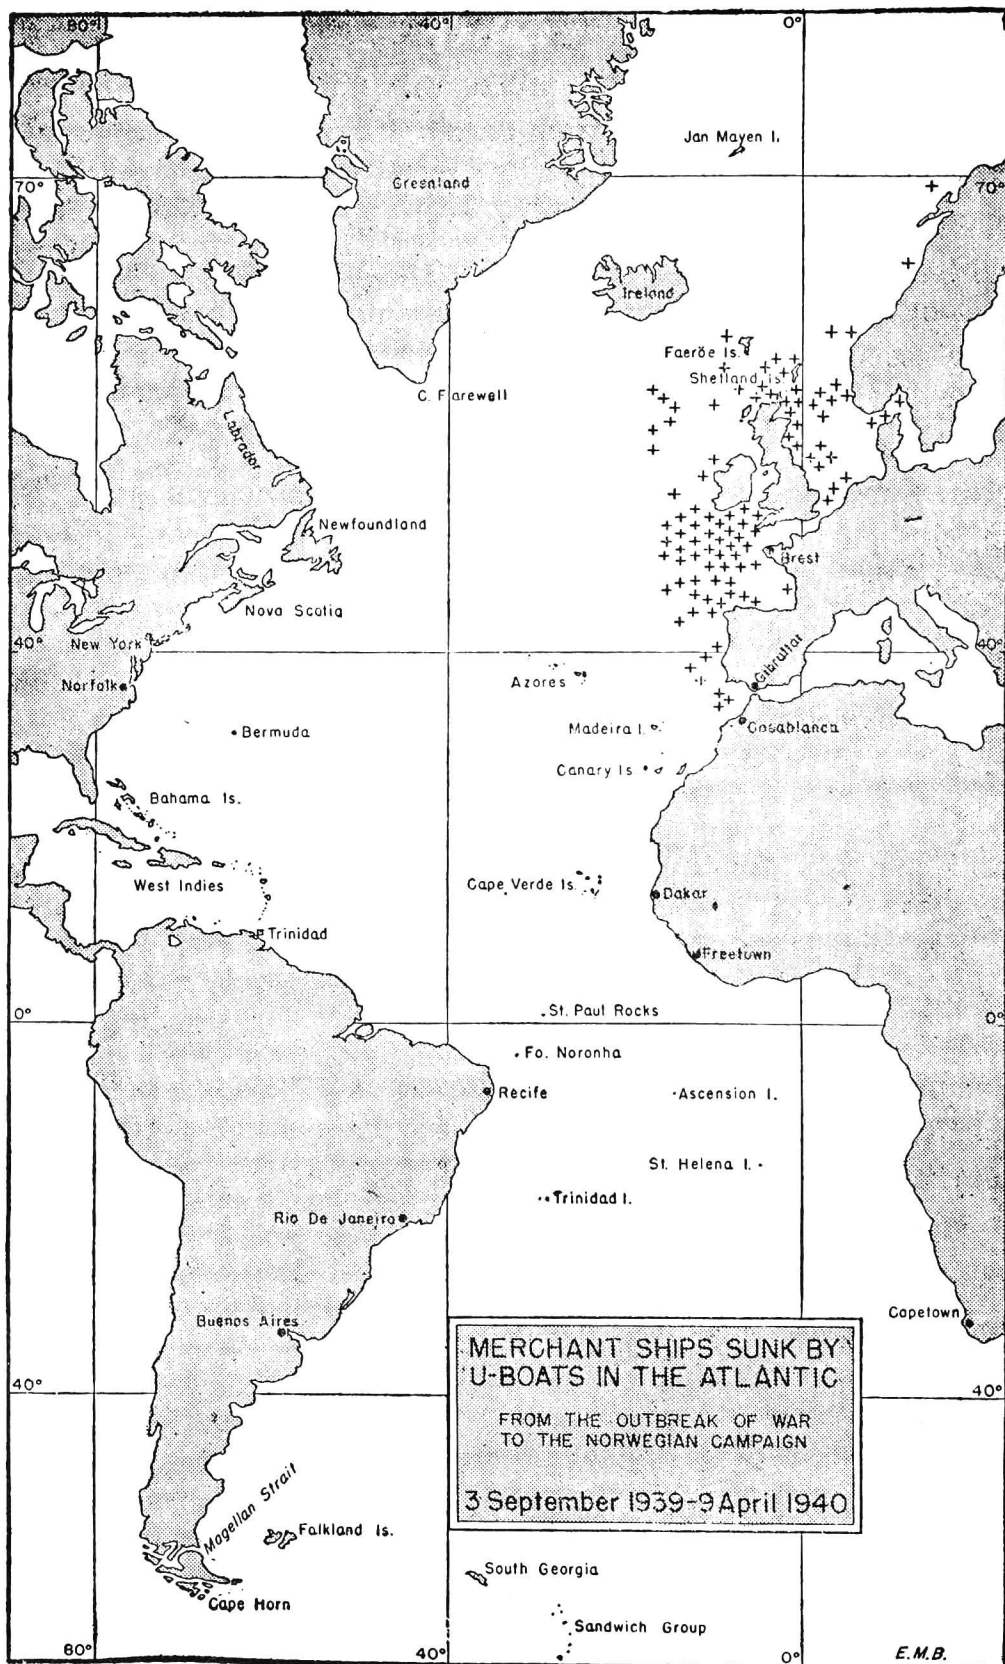 80°
40°
0°
Jan Mayen I.
70°
Greenland
70°
Ireland
Faeröe Is.
Shetland Is.
C. Farewell
Labrador
Newfoundland
Brest
Nova Scotia
New York
40°
40°
Gibraltar
Norfolk
Azores
Bermuda
Madeira I.
Casablanca
Canary Is
Bahama Is.
West Indies
Cape Verde Is.
Dakar
Trinidad
Freetown
0°
St. Paul Rocks
0°
Fo. Noronha
Recife
Ascension I.
St. Helena I.
Trinidad I.
Rio De Janeiro
Capetown
Buenos Aires
MERCHANT SHIPS SUNK BY
U-BOATS IN THE ATLANTIC
40°
40°
FROM THE OUTBREAK OF WAR
TO THE NORWEGIAN CAMPAIGN
3 September 1939-9 April 1940
Magellan Strait
Falkland Is.
South Georgia
Cape Horn
Sandwich Group
80°
40°
0°
E.M.B.